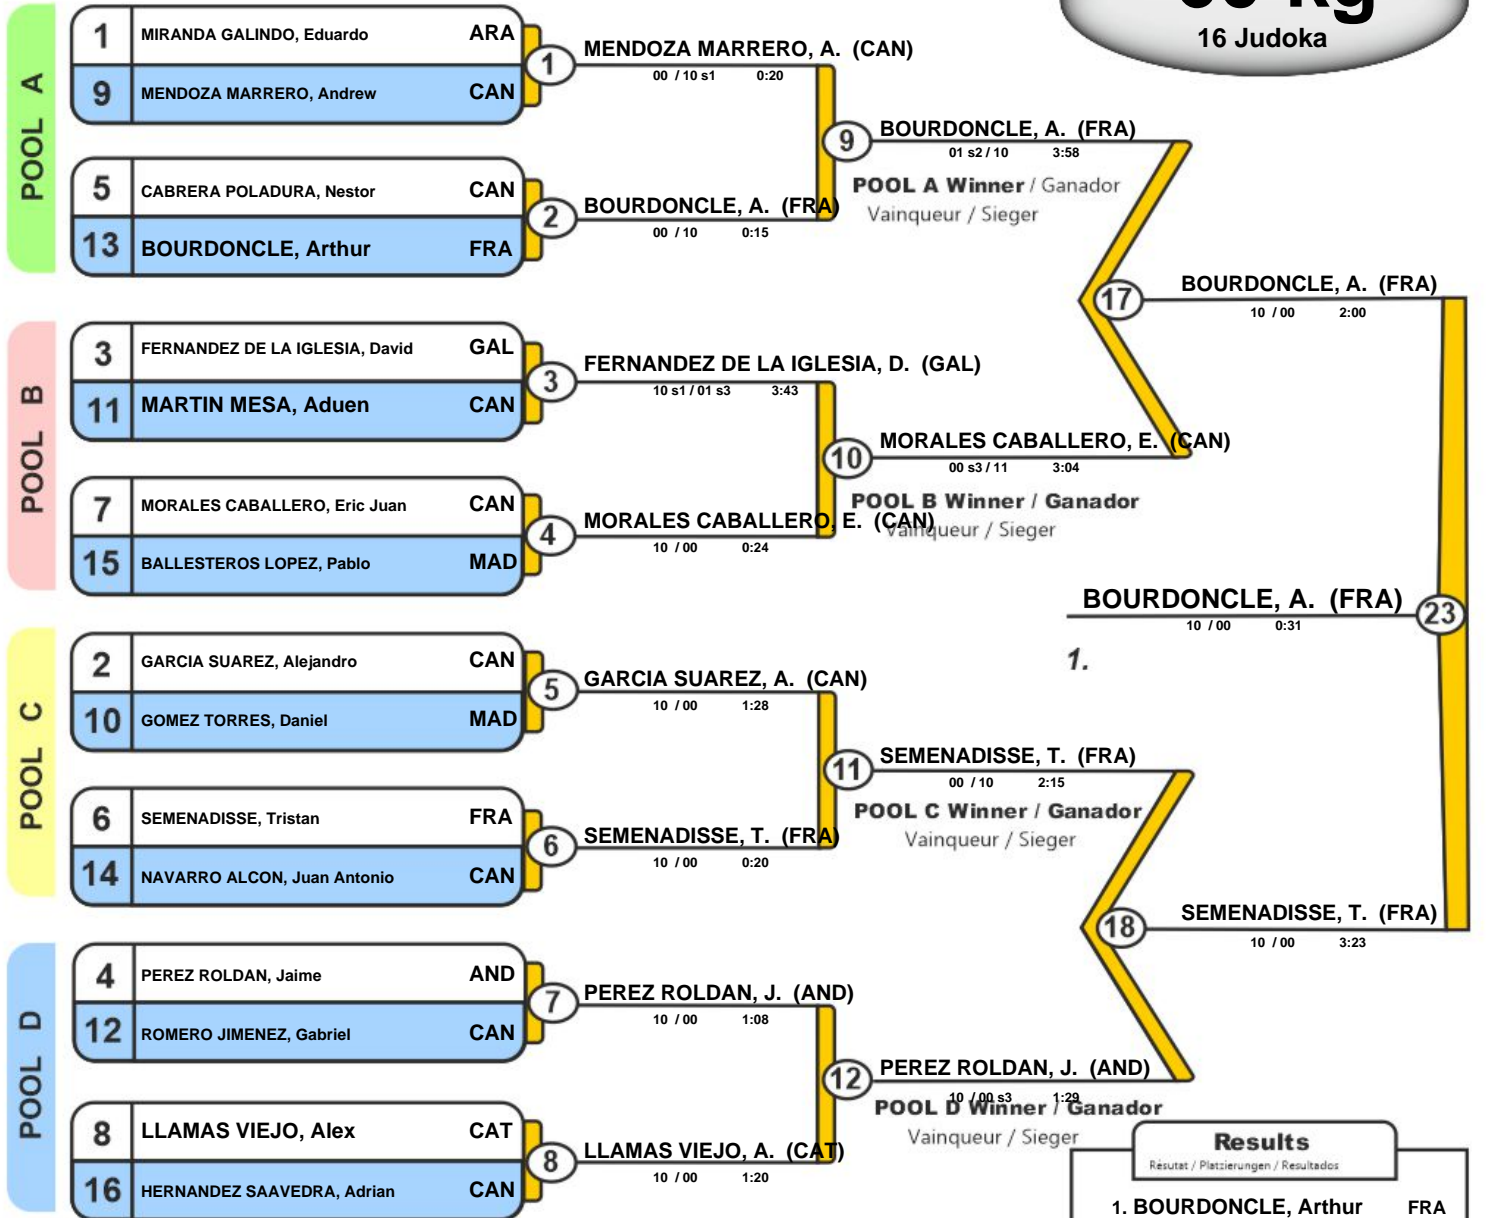 16 Judoka
POOL A
1 MIRANDA GALINDO, Eduardo ARA
9 MENDOZA MARRERO, Andrew CAN
1
MENDOZA MARRERO, A. (CAN)
00 / 10 s1 0:20
5 CABRERA POLADURA, Nestor CAN
13 BOURDONCLE, Arthur FRA
2
BOURDONCLE, A. (FRA)
00 / 10 0:15
9
BOURDONCLE, A. (FRA)
01 s2 / 10 3:58
POOL A Winner / Ganador
Vainqueur / Sieger
POOL B
3 FERNANDEZ DE LA IGLESIA, David GAL
11 MARTIN MESA, Aduen CAN
3
FERNANDEZ DE LA IGLESIA, D. (GAL)
10 s1 / 01 s3 3:43
7 MORALES CABALLERO, Eric Juan CAN
15 BALLESTEROS LOPEZ, Pablo MAD
4
MORALES CABALLERO, E. (CAN)
10 / 00 0:24
10
MORALES CABALLERO, E. (CAN)
00 s3 / 11 3:04
POOL B Winner / Ganador
Vainqueur / Sieger
17
BOURDONCLE, A. (FRA)
10 / 00 2:00
BOURDONCLE, A. (FRA)
10 / 00 0:31
23
1.
POOL C
2 GARCIA SUAREZ, Alejandro CAN
10 GOMEZ TORRES, Daniel MAD
5
GARCIA SUAREZ, A. (CAN)
10 / 00 1:28
6 SEMENADISSE, Tristan FRA
14 NAVARRO ALCON, Juan Antonio CAN
6
SEMENADISSE, T. (FRA)
10 / 00 0:20
11
SEMENADISSE, T. (FRA)
00 / 10 2:15
POOL C Winner / Ganador
Vainqueur / Sieger
18
SEMENADISSE, T. (FRA)
10 / 00 3:23
POOL D
4 PEREZ ROLDAN, Jaime AND
12 ROMERO JIMENEZ, Gabriel CAN
7
PEREZ ROLDAN, J. (AND)
10 / 00 1:08
8 LLAMAS VIEJO, Alex CAT
16 HERNANDEZ SAAVEDRA, Adrian CAN
8
LLAMAS VIEJO, A. (CAT)
10 / 00 1:20
12
PEREZ ROLDAN, J. (AND)
10 / 00 s3 1:29
POOL D Winner / Ganador
Vainqueur / Sieger
Results
Résutat / Platzierungen / Resultados
1. BOURDONCLE, Arthur FRA